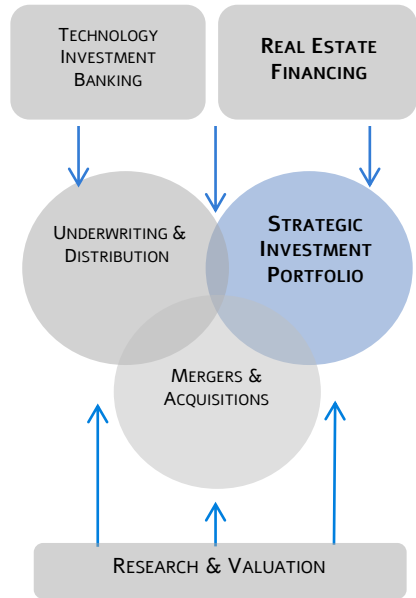 TECHNOLOGY
INVESTMENT
BANKING
REAL ESTATE
FINANCING
UNDERWRITING &
DISTRIBUTION
STRATEGIC
INVESTMENT
PORTFOLIO
MERGERS &
ACQUISITIONS
RESEARCH & VALUATION